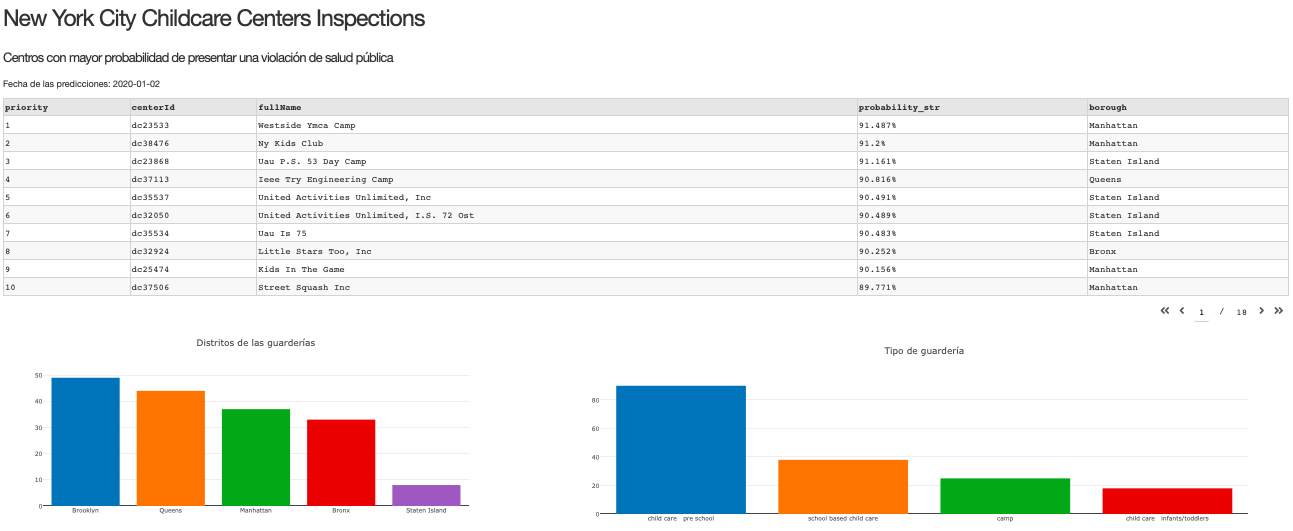 New York City Childcare Centers Inspections
Centros con mayor probabilidad de presentar una violación de salud pública
Fecha de las predicciones: 2020-01-02
priority centerId fullName probability_str borough
1 dc23533 Westside Ymca Camp 91.487% Manhattan
2 dc38476 Ny Kids Club 91.2% Manhattan
3 dc23868 Uau P.S. 53 Day Camp 91.161% Staten Island
4 dc37113 Ieee Try Engineering Camp 90.816% Queens
5 dc35537 United Activities Unlimited, Inc 90.491% Staten Island
6 dc32050 United Activities Unlimited, I.S. 72 Ost 90.489% Staten Island
7 dc35534 Uau Is 75 90.483% Staten Island
8 dc32924 Little Stars Too, Inc 90.252% Bronx
9 dc25474 Kids In The Game 90.156% Manhattan
10 dc37506 Street Squash Inc 89.771% Manhattan
1 / 18
Distritos de las guarderías
50
40
30
20
10
0
Brooklyn Queens Manhattan Bronx Staten Island
Tipo de guardería
80
60
40
20
0
child care pre school school based child care camp child care infants/toddlers